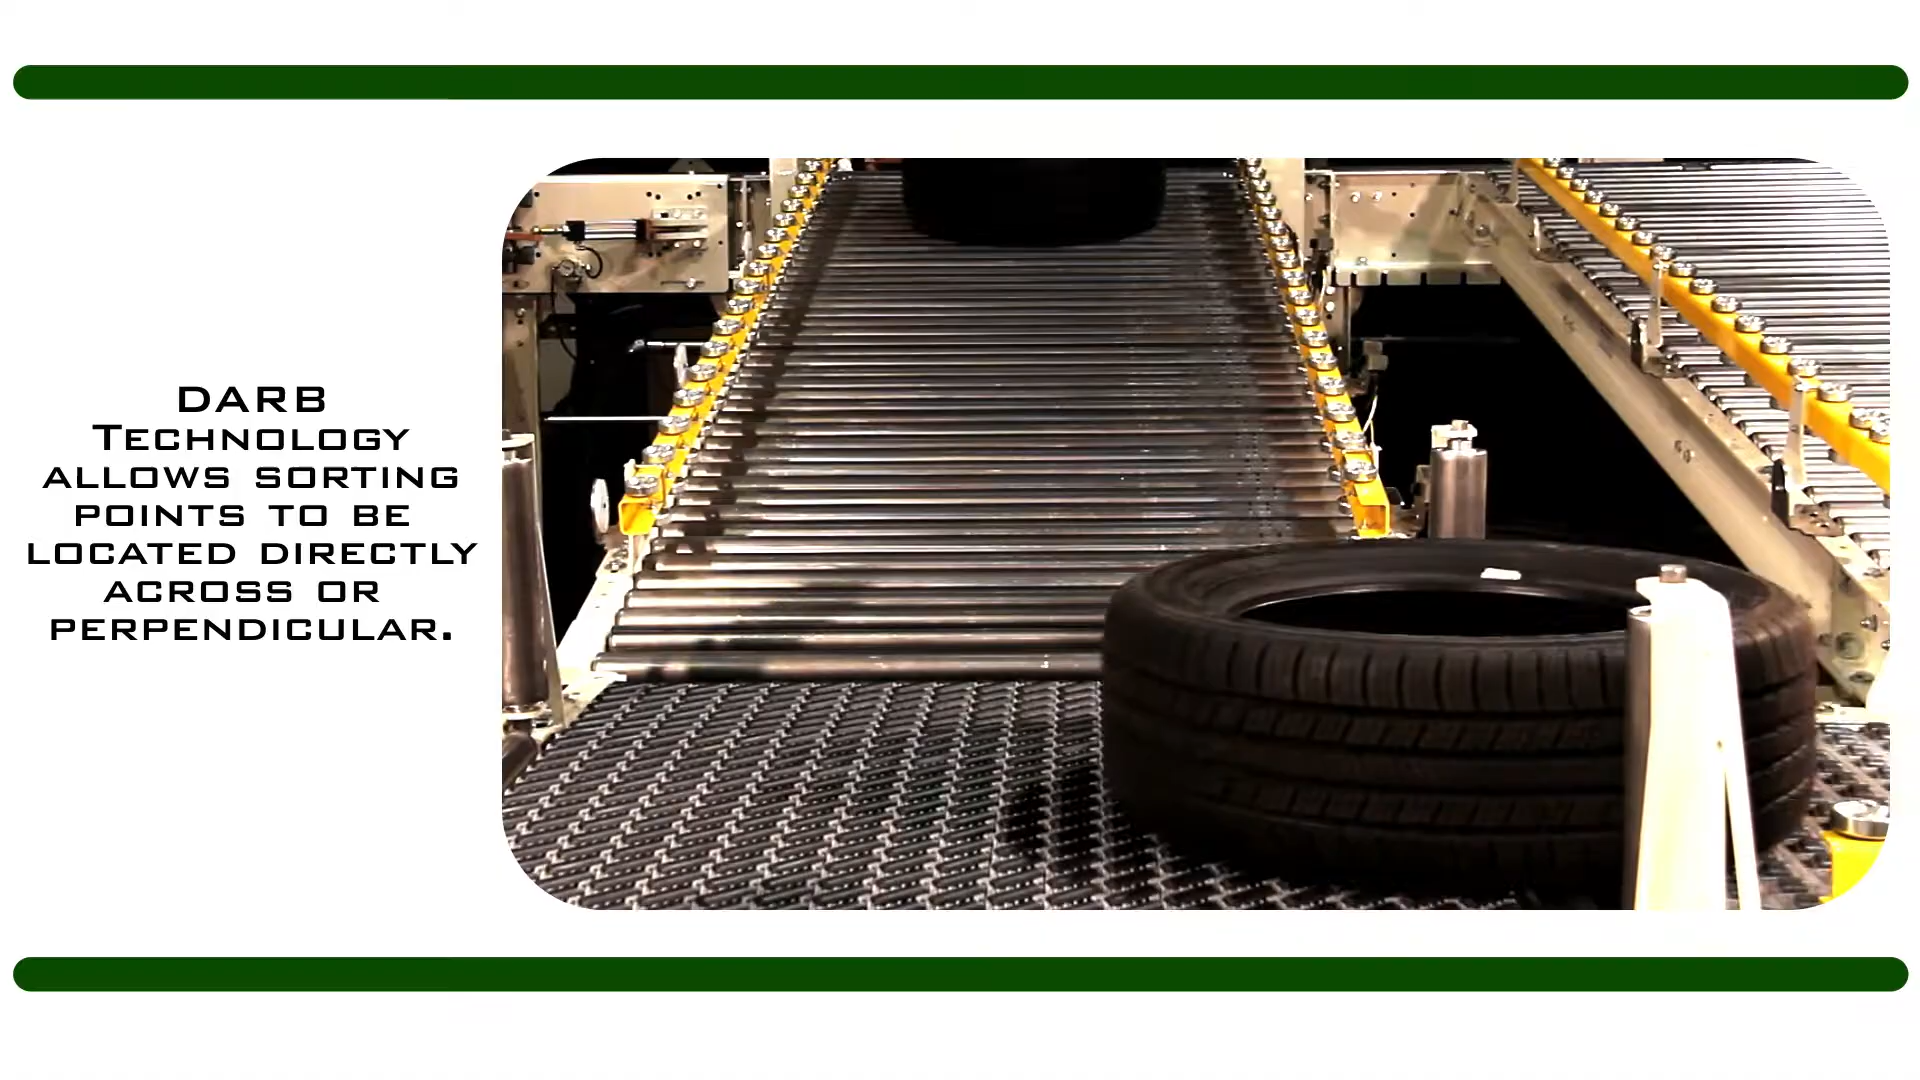 DARB
Technology
allows sorting
points to be
located directly
across or
perpendicular.